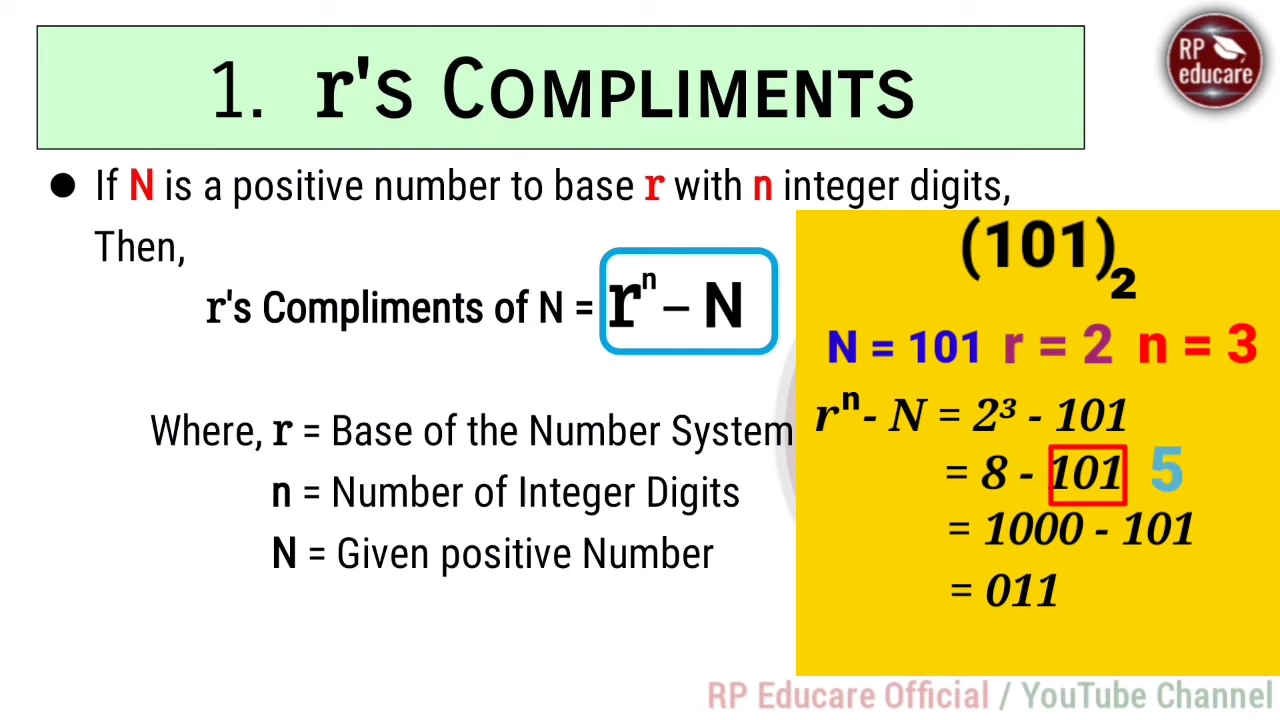 1. r's COMPLIMENTS
RP
educare
● If N is a positive number to base r with n integer digits,
Then,
r's Compliments of N = rⁿ – N
Where, r = Base of the Number System
n = Number of Integer Digits
N = Given positive Number
(101)₂
N = 101 r = 2 n = 3
rⁿ - N = 2³ - 101
= 8 - 101 5
= 1000 - 101
= 011
RP Educare Official / YouTube Channel